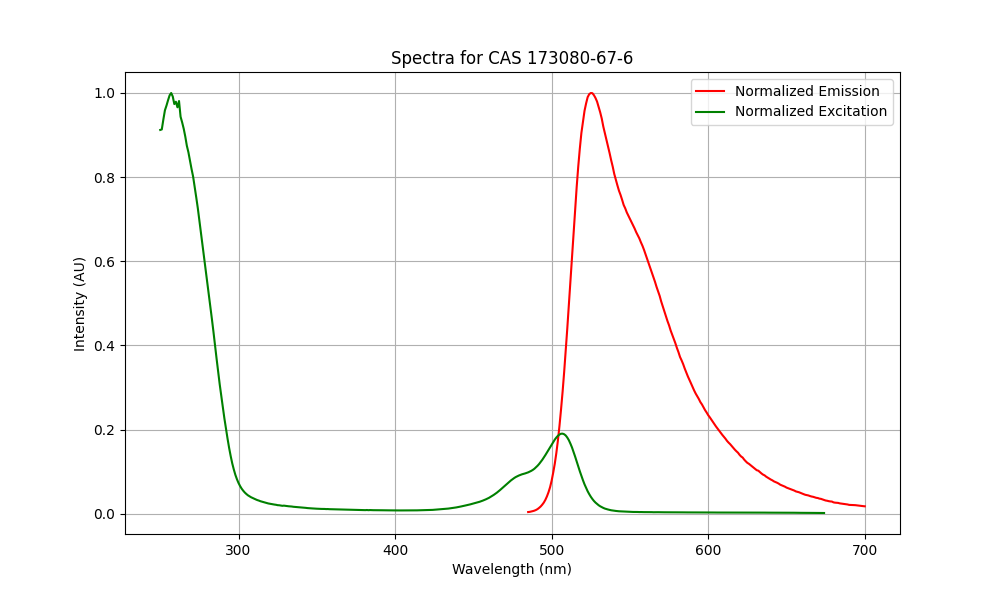 Spectra for CAS 173080-67-6
Normalized Emission
Normalized Excitation
1.0
0.8
0.6
0.4
0.2
0.0
Intensity (AU)
300
400
500
600
700
Wavelength (nm)